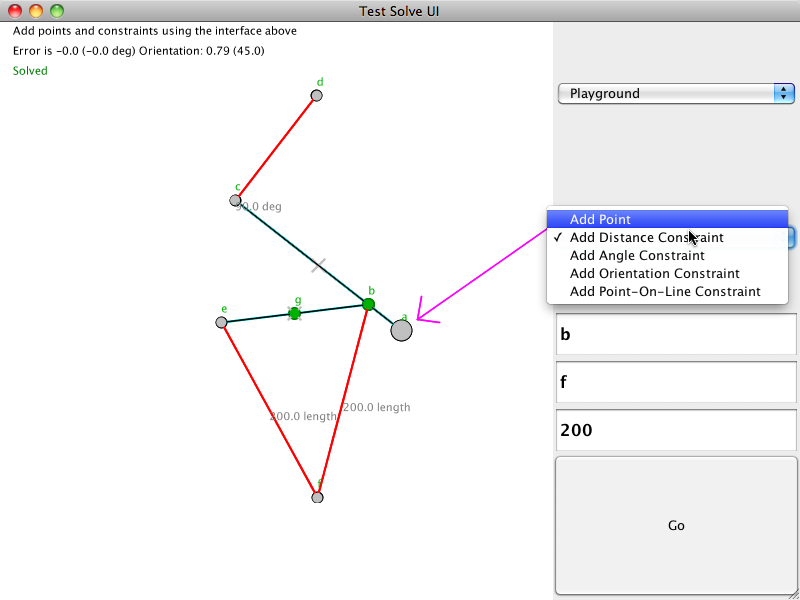 Test Solve UI
Add points and constraints using the interface above
Error is -0.0 (-0.0 deg) Orientation: 0.79 (45.0)
Solved
d
Playground
c
90.0 deg
Add Point
✓ Add Distance Constraint
Add Angle Constraint
Add Orientation Constraint
Add Point-On-Line Constraint
b
g
e
a
b
f
200.0 length
200.0 length
200
f
Go